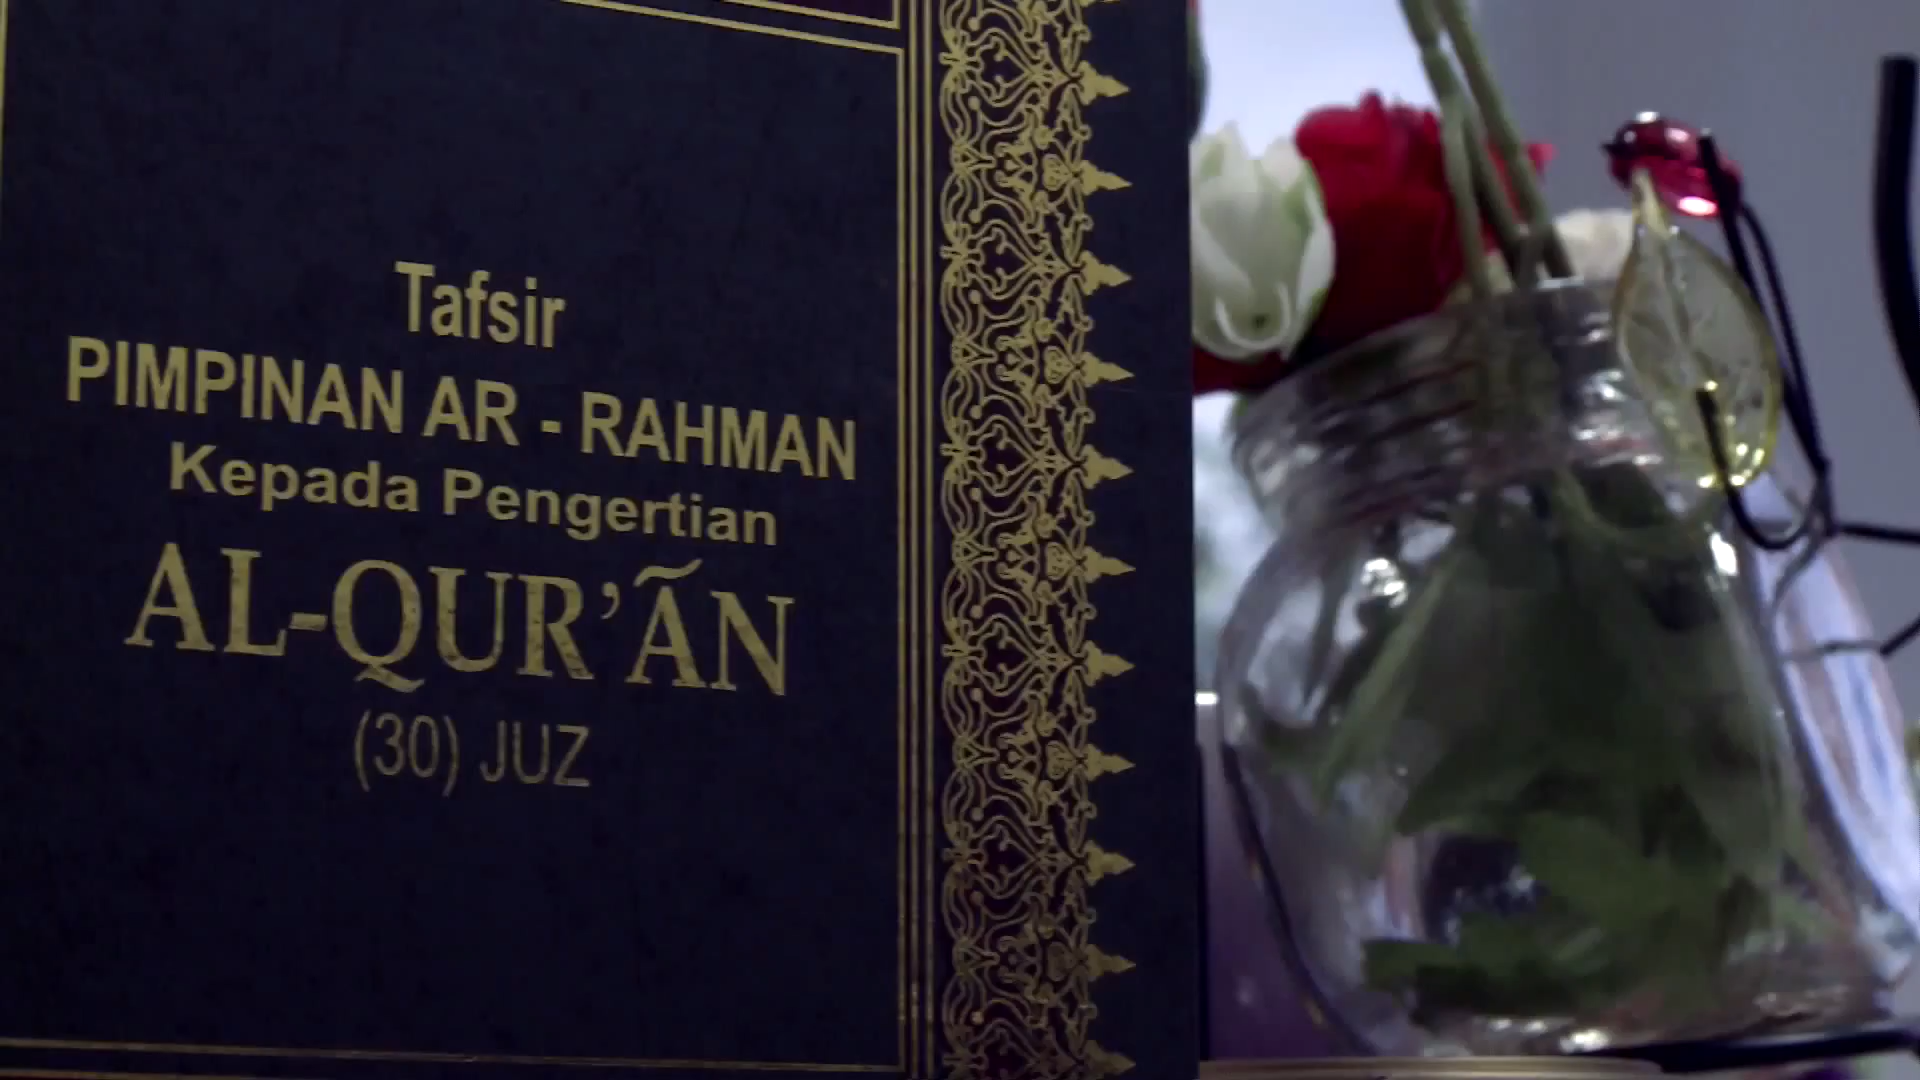 Tafsir
PIMPINAN AR - RAHMAN
Kepada Pengertian
AL-QUR’ÃN
(30) JUZ